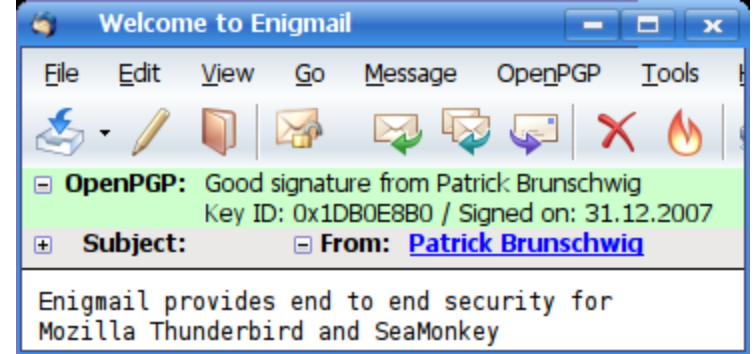 Welcome to Enigmail
File Edit View Go Message OpenPGP Tools
OpenPGP: Good signature from Patrick Brunschwig
Key ID: 0x1DB0E8B0 / Signed on: 31.12.2007
Subject: From: Patrick Brunschwig
Enigmail provides end to end security for
Mozilla Thunderbird and SeaMonkey